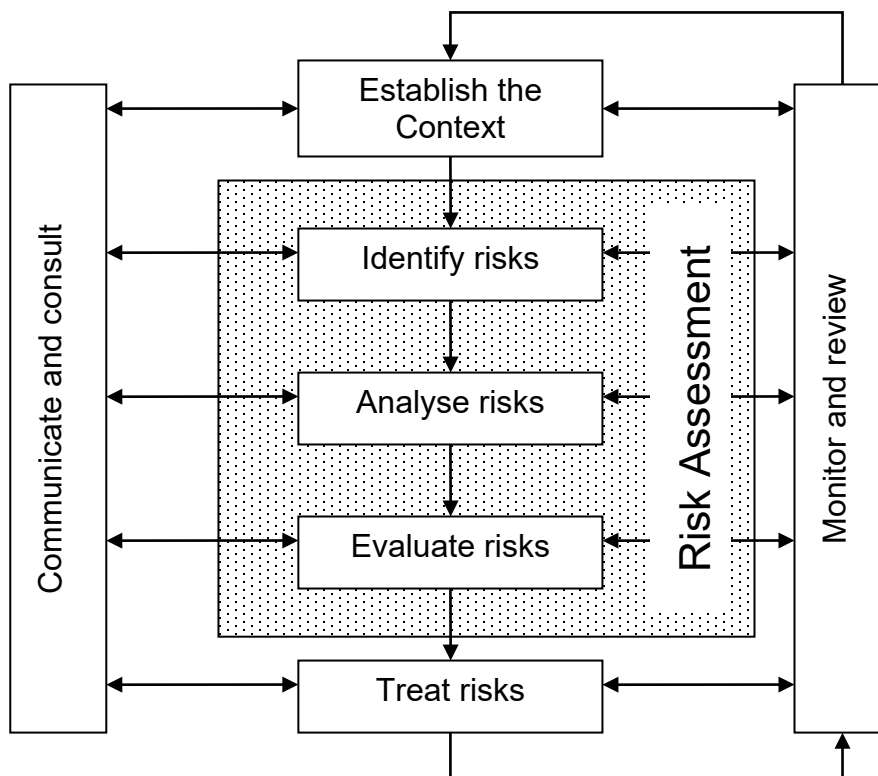 Establish the
Context
Communicate and consult
Identify risks
Analyse risks
Evaluate risks
Risk Assessment
Monitor and review
Treat risks